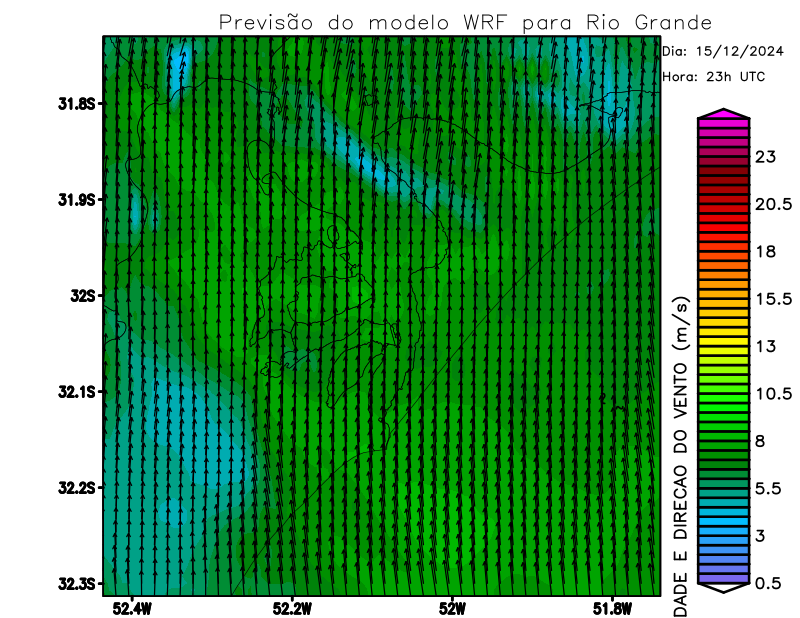 Previsão do modelo WRF para Rio Grande
Dia: 15/12/2024
Hora: 23h UTC
31.8S
31.9S
32S
32.1S
32.2S
32.3S
52.4W
52.2W
52W
51.8W
23
20.5
18
15.5
13
10.5
8
5.5
3
0.5
DADE E DIRECAO DO VENTO (m/s)